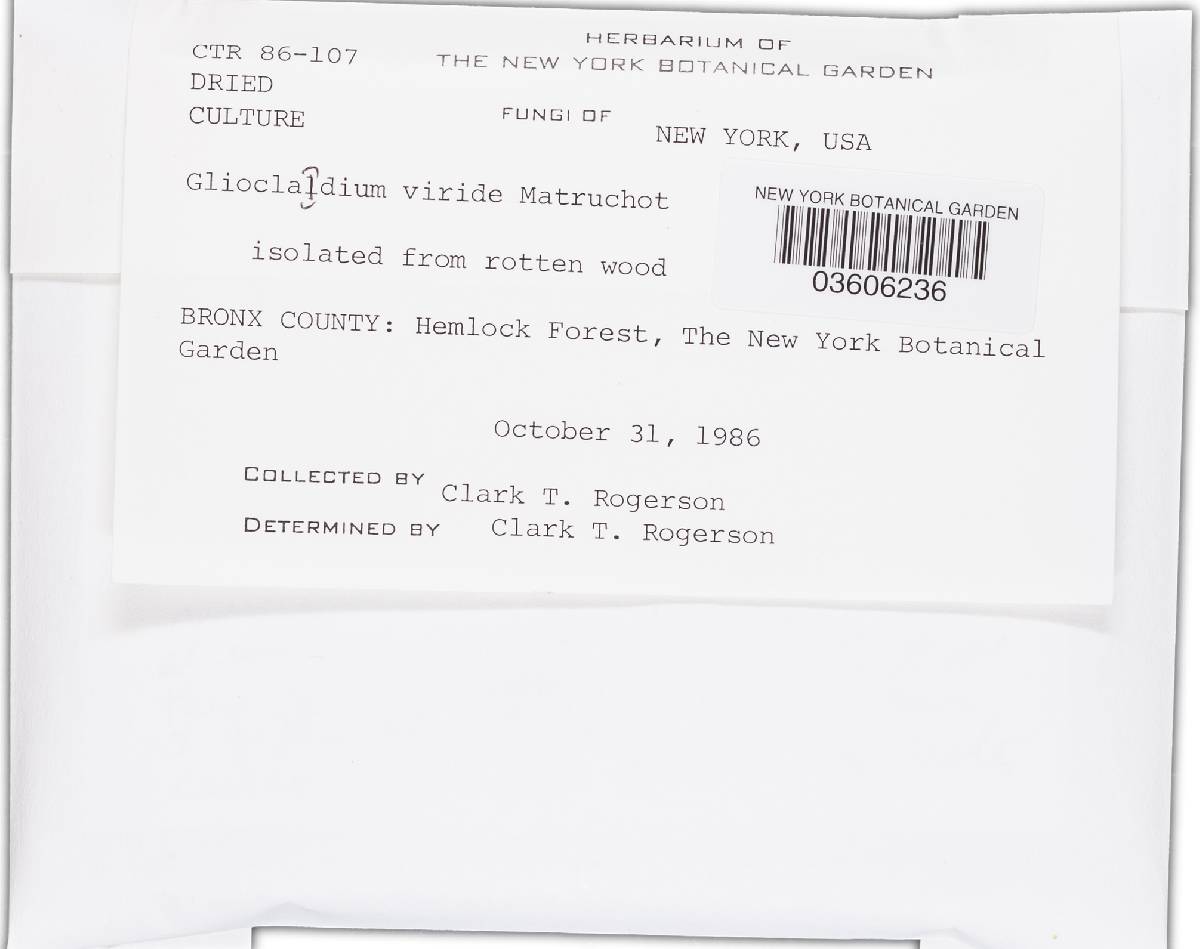 CTR 86-107
DRIED
CULTURE
HERBARIUM OF
THE NEW YORK BOTANICAL GARDEN
FUNGI OF
NEW YORK, USA
Gliocla1dium viride Matruchot
isolated from rotten wood
NEW YORK BOTANICAL GARDEN
03606236
BRONX COUNTY: Hemlock Forest, The New York Botanical
Garden
October 31, 1986
COLLECTED BY Clark T. Rogerson
DETERMINED BY Clark T. Rogerson